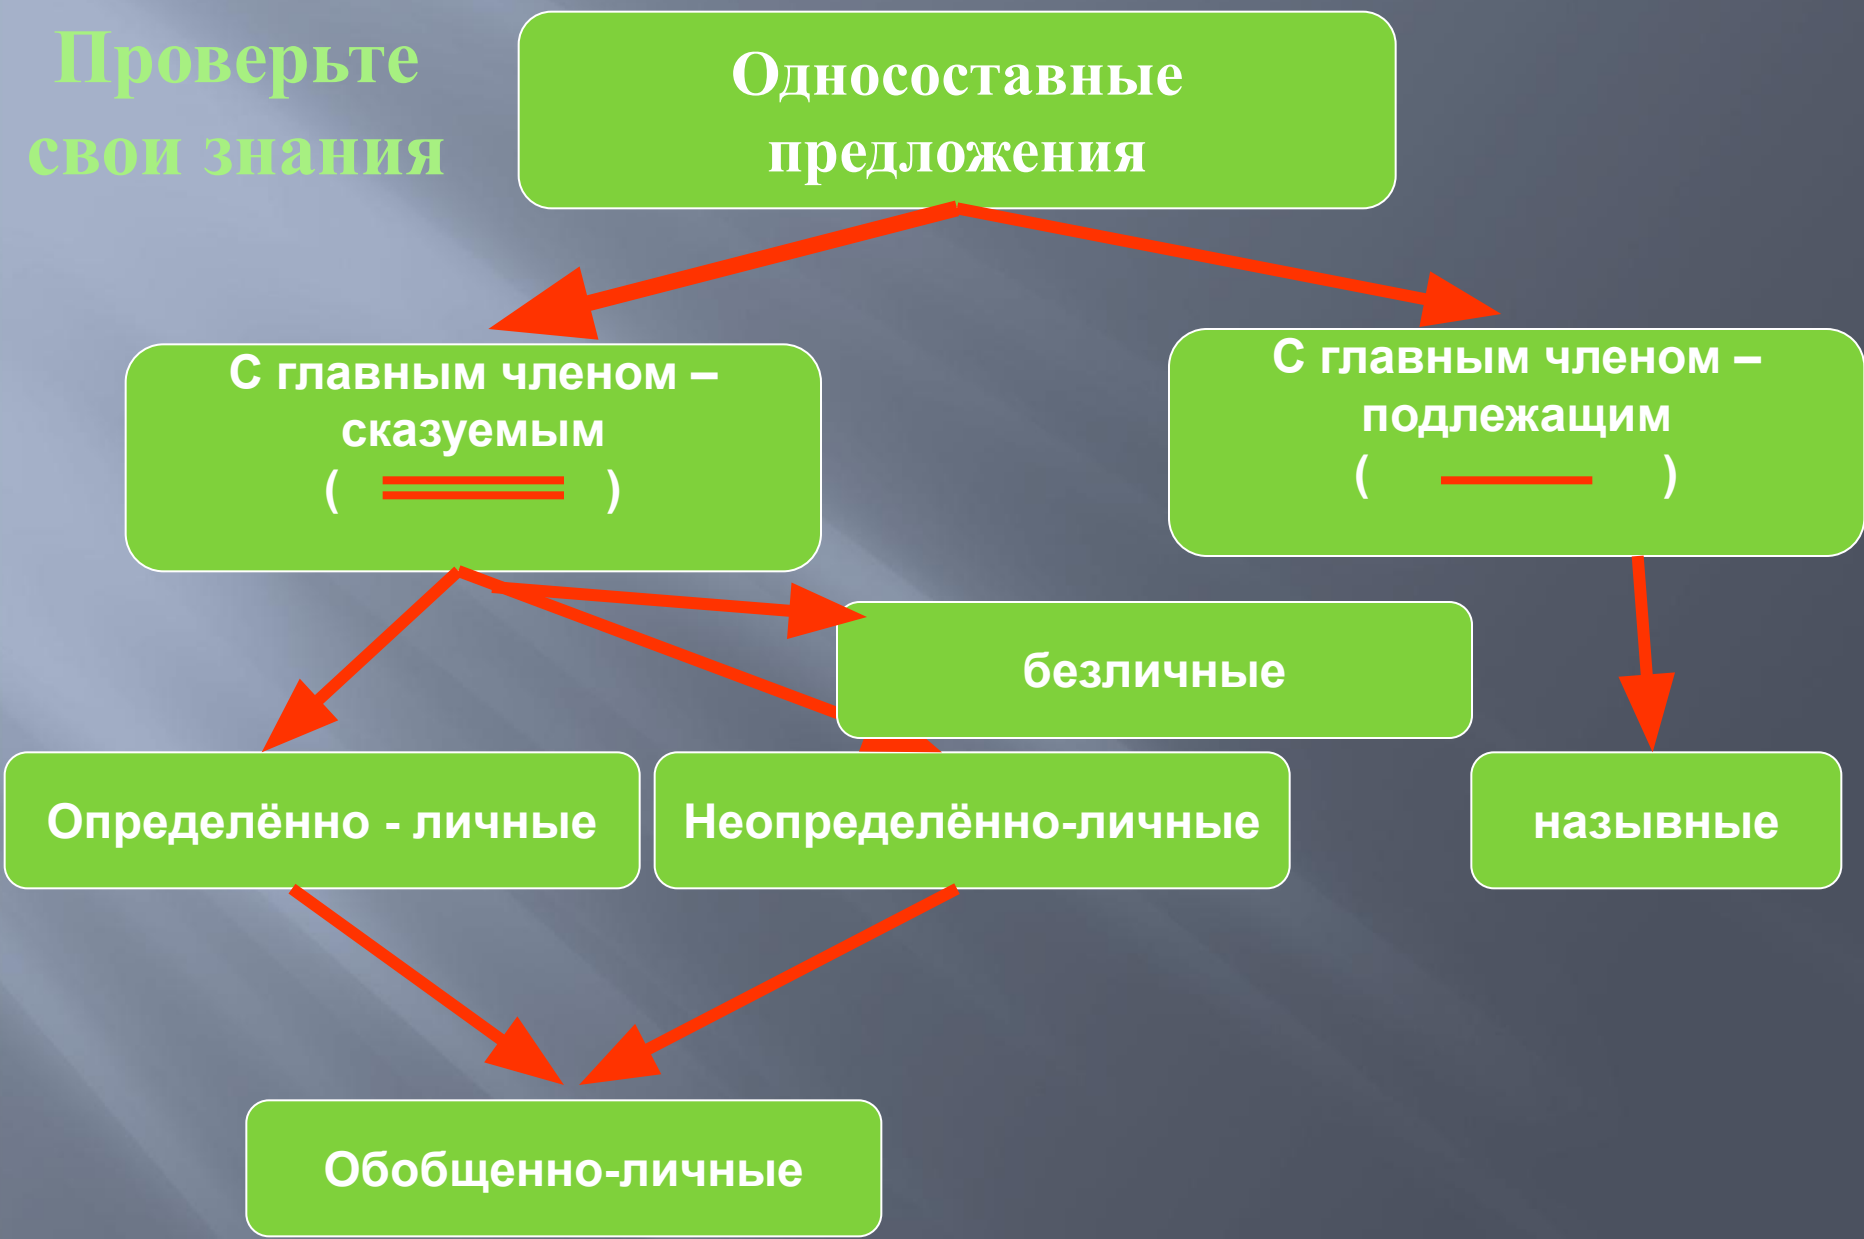 Проверьте
свои знания
Односоставные
предложения
С главным членом –
сказуемым
( )
С главным членом –
подлежащим
( )
безличные
Определённо - личные
Неопределённо-личные
назывные
Обобщенно-личные